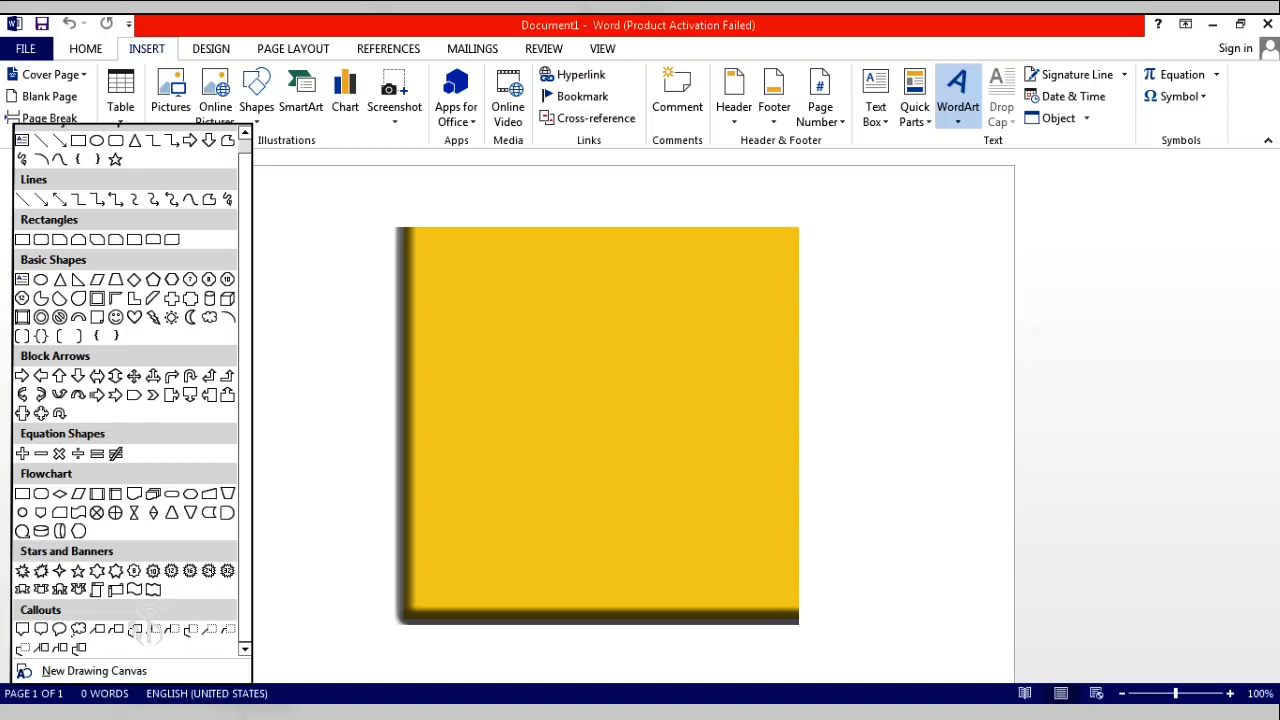 Document1 - Word (Product Activation Failed)
FILE HOME INSERT DESIGN PAGE LAYOUT REFERENCES MAILINGS REVIEW VIEW Sign in
Cover Page
Blank Page
Page Break
Table
Pictures
Online
Pictures
Shapes
SmartArt
Chart
Screenshot
Illustrations
Apps for
Office
Apps
Online
Video
Media
Hyperlink
Bookmark
Cross-reference
Links
Comment
Comments
Header
Footer
Page
Number
Header & Footer
Text
Box
Quick
Parts
WordArt
Drop
Cap
Signature Line
Date & Time
Object
Text
Equation
Symbol
Symbols
Lines
Rectangles
Basic Shapes
Block Arrows
Equation Shapes
Flowchart
Stars and Banners
Callouts
New Drawing Canvas
PAGE 1 OF 1 0 WORDS ENGLISH (UNITED STATES) 100%